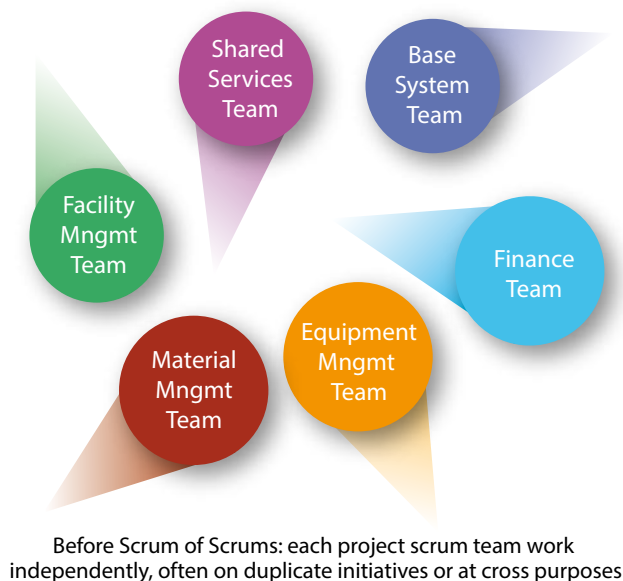 Shared
Services
Team
Base
System
Team
Facility
Mngmt
Team
Finance
Team
Equipment
Mngmt
Team
Material
Mngmt
Team
Before Scrum of Scrums: each project scrum team work
independently, often on duplicate initiatives or at cross purposes